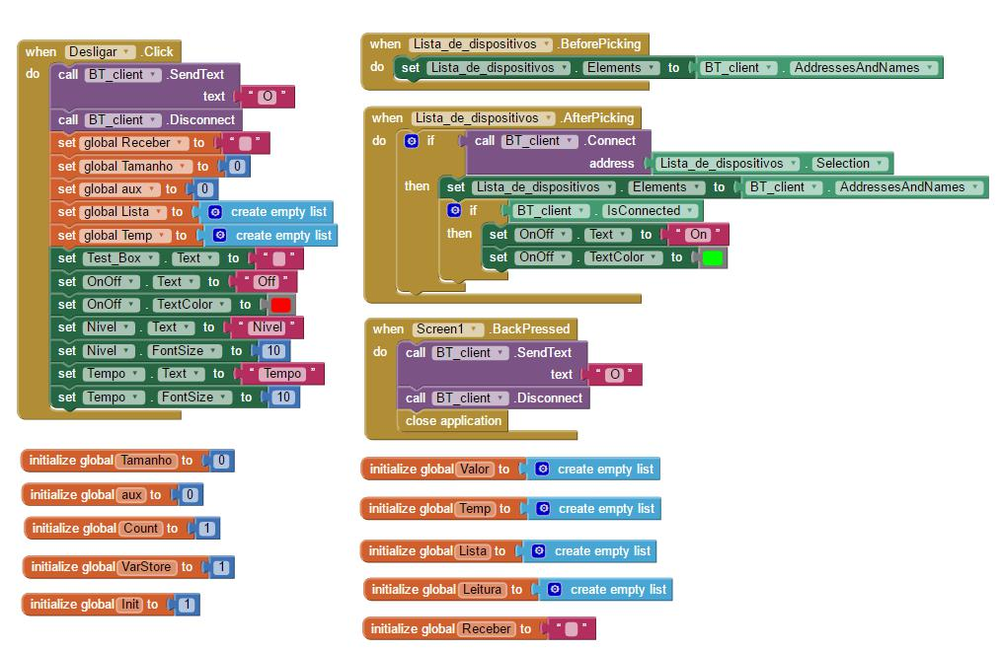 when Desligar .Click
do call BT_client .SendText
text " O "
call BT_client .Disconnect
set global Receber to " "
set global Tamanho to 0
set global aux to 0
set global Lista to create empty list
set global Temp to create empty list
set Test_Box . Text to " "
set OnOff . Text to " Off "
set OnOff . TextColor to
set Nivel . Text to " Nivel "
set Nivel . FontSize to 10
set Tempo . Text to " Tempo "
set Tempo . FontSize to 10
initialize global Tamanho to 0
initialize global aux to 0
initialize global Count to 1
initialize global VarStore to 1
initialize global Init to 1
when Lista_de_dispositivos .BeforePicking
do set Lista_de_dispositivos . Elements to BT_client . AddressesAndNames
when Lista_de_dispositivos .AfterPicking
do if call BT_client .Connect
address Lista_de_dispositivos . Selection
then set Lista_de_dispositivos . Elements to BT_client . AddressesAndNames
if BT_client . IsConnected
then set OnOff . Text to " On "
set OnOff . TextColor to
when Screen1 .BackPressed
do call BT_client .SendText
text " O "
call BT_client .Disconnect
close application
initialize global Valor to create empty list
initialize global Temp to create empty list
initialize global Lista to create empty list
initialize global Leitura to create empty list
initialize global Receber to " "